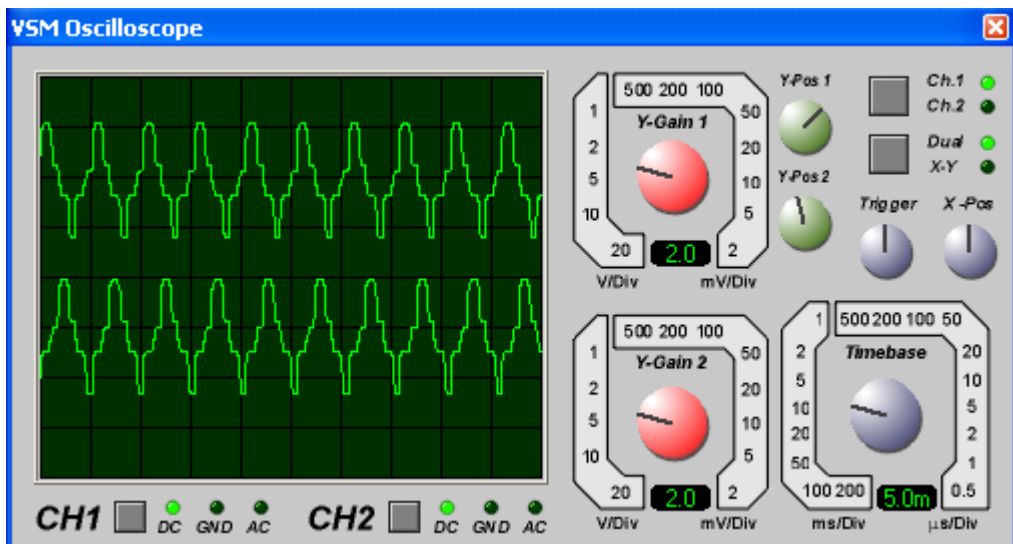 VSM Oscilloscope
500 200 100
1
2
5
10
20
Y-Gain 1
50
20
10
5
2
2.0
V/Div mV/Div
Y-Pos 1
Y-Pos 2
Ch.1
Ch.2
Dual
X-Y
Trigger
X-Pos
500 200 100
1
2
5
10
20
Y-Gain 2
50
20
10
5
2
2.0
V/Div mV/Div
1
500 200 100 50
2
5
10
20
50
100 200
Timebase
20
10
5
2
1
0.5
5.0m
ms/Div µs/Div
CH1 DC GND AC
CH2 DC GND AC